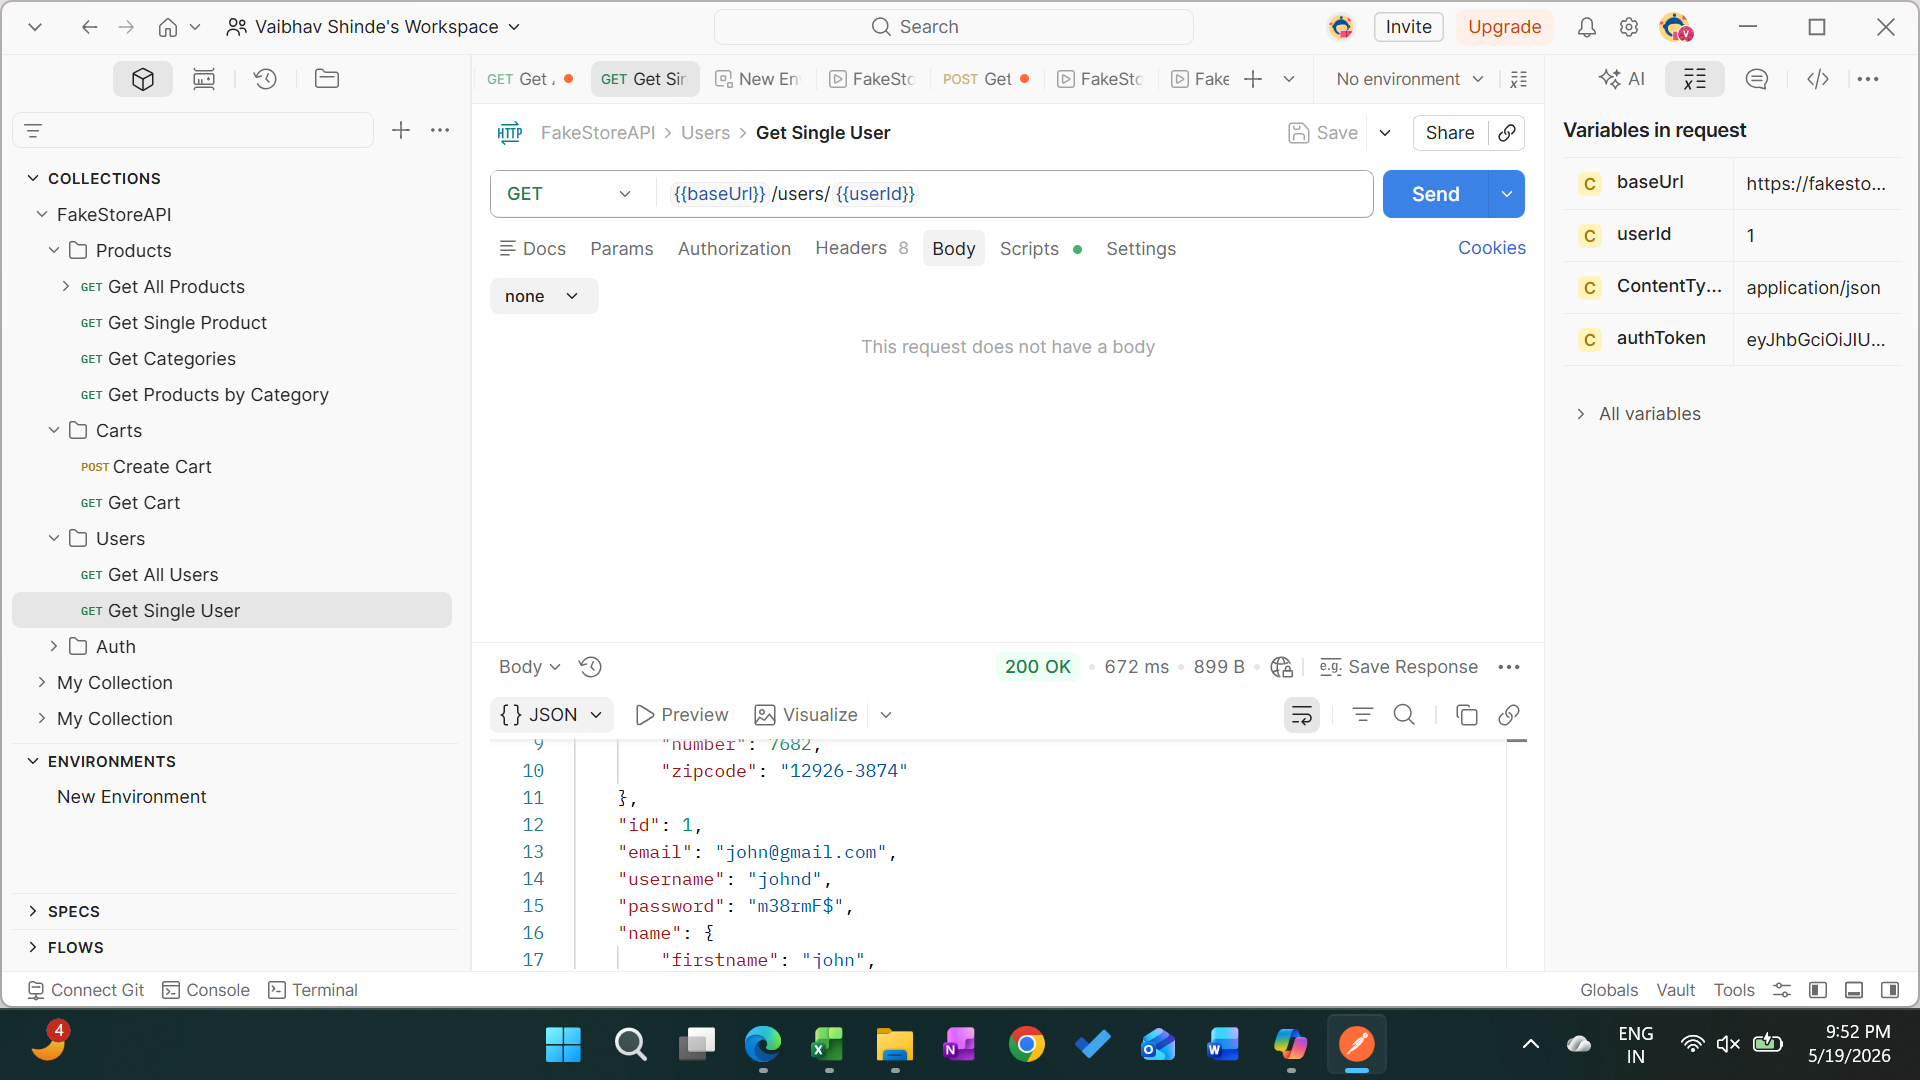 Vaibhav Shinde's Workspace
Search
Invite
Upgrade
V
GET Get
GET Get Sin
New En
FakeSto
POST Get
FakeSto
Fake
No environment
AI
HTTP FakeStoreAPI > Users > Get Single User
Save
Share
Variables in request
COLLECTIONS
FakeStoreAPI
Products
GET Get All Products
GET Get Single Product
GET Get Categories
GET Get Products by Category
Carts
POST Create Cart
GET Get Cart
Users
GET Get All Users
GET Get Single User
Auth
My Collection
My Collection
ENVIRONMENTS
New Environment
SPECS
FLOWS
GET
{{baseUrl}} /users/ {{userId}}
Send
Docs
Params
Authorization
Headers 8
Body
Scripts
Settings
Cookies
none
This request does not have a body
C baseUrl https://fakesto...
C userId 1
C ContentTy... application/json
C authToken eyJhbGciOiJIU...
All variables
Body
200 OK
672 ms
899 B
e.g. Save Response
{} JSON
Preview
Visualize
9 "number": 7682,
10 "zipcode": "12926-3874"
11 },
12 "id": 1,
13 "email": "john@gmail.com",
14 "username": "johnd",
15 "password": "m38rmF$",
16 "name": {
17 "firstname": "john",
Connect Git
Console
Terminal
Globals
Vault
Tools
4
ENG
IN
9:52 PM
5/19/2026